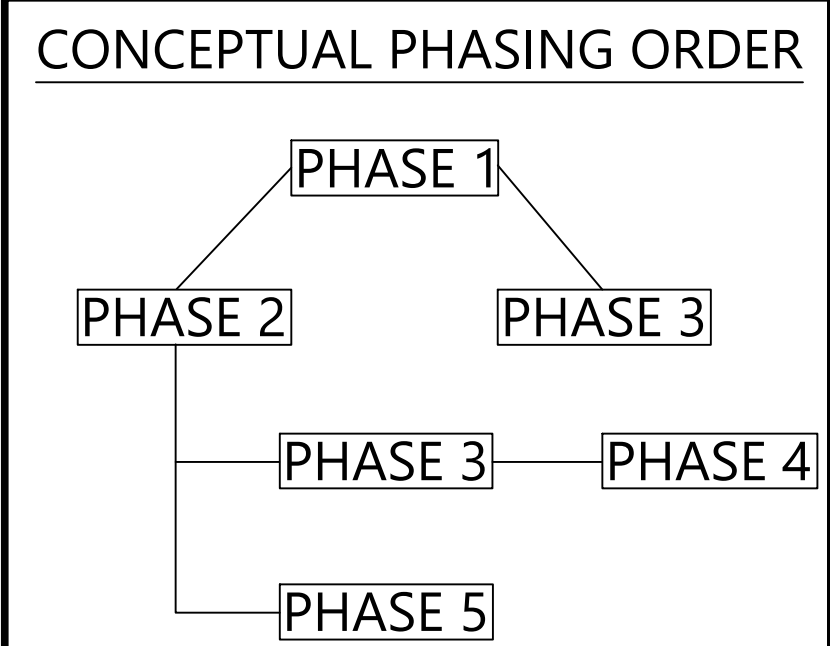 CONCEPTUAL PHASING ORDER
PHASE 1
PHASE 2
PHASE 3
PHASE 3
PHASE 4
PHASE 5